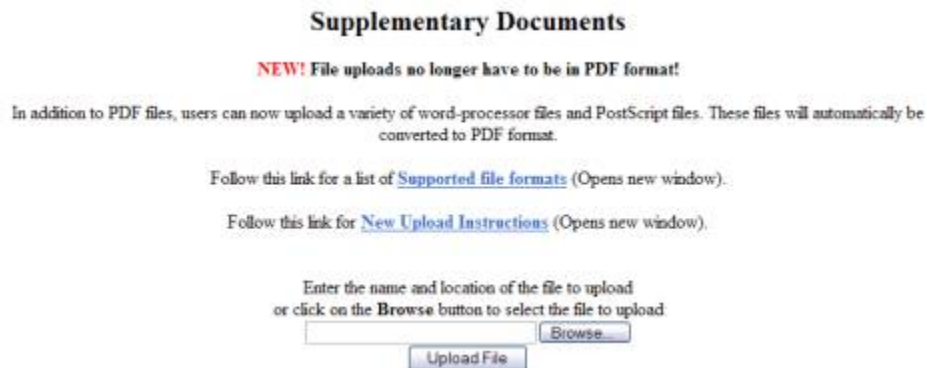 Supplementary Documents
NEW! File uploads no longer have to be in PDF format!
In addition to PDF files, users can now upload a variety of word-processor files and PostScript files. These files will automatically be
converted to PDF format.
Follow this link for a list of Supported file formats (Opens new window).
Follow this link for New Upload Instructions (Opens new window).
Enter the name and location of the file to upload
or click on the Browse button to select the file to upload
Browse...
Upload File